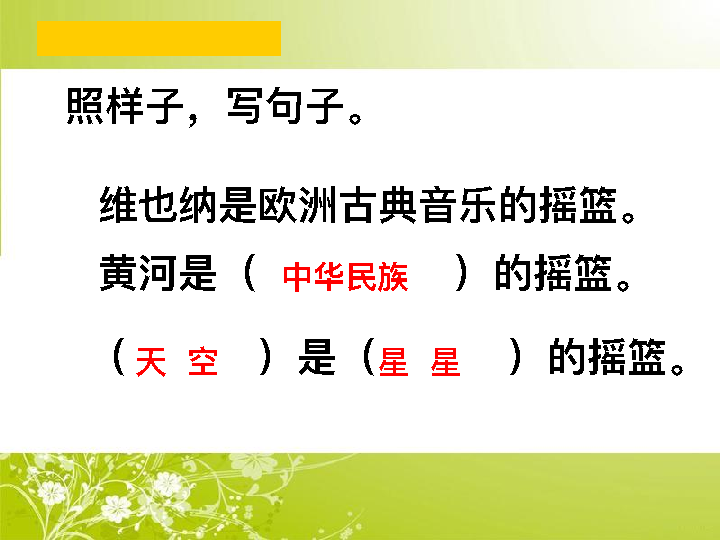 照样子，写句子。
维也纳是欧洲古典音乐的摇篮。
黄河是（ 中华民族 ）的摇篮。
（天 空 ）是（星 星 ）的摇篮。